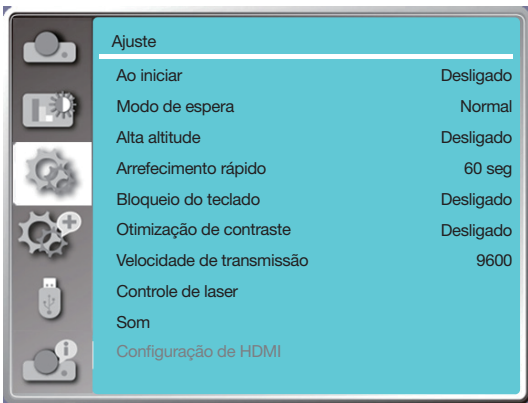 Ajuste
Ao iniciar Desligado
Modo de espera Normal
Alta altitude Desligado
Arrefecimento rápido 60 seg
Bloqueio do teclado Desligado
Otimização de contraste Desligado
Velocidade de transmissão 9600
Controle de laser
Som
Configuração de HDMI